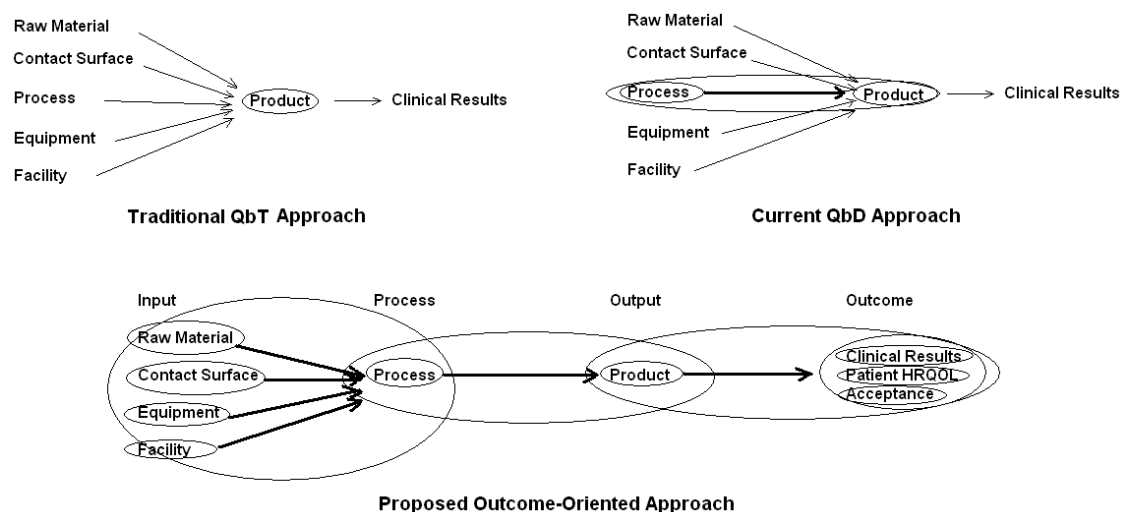 Raw Material
Contact Surface
Process
Equipment
Facility
Product
Clinical Results
Traditional QbT Approach
Raw Material
Contact Surface
Process
Equipment
Facility
Product
Clinical Results
Current QbD Approach
Input
Process
Output
Outcome
Raw Material
Contact Surface
Equipment
Facility
Process
Product
Clinical Results
Patient HRQOL
Acceptance
Proposed Outcome-Oriented Approach